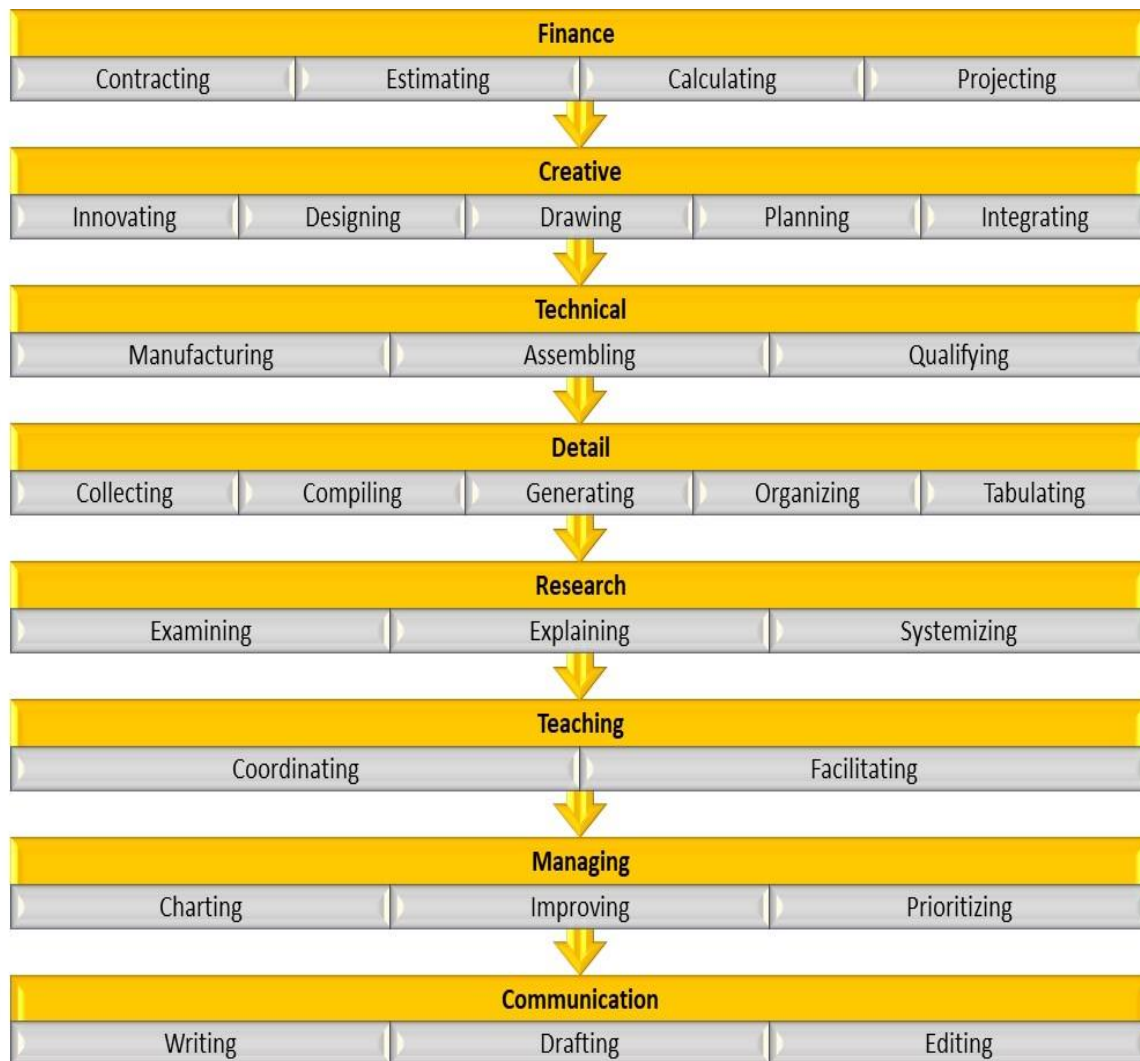 Finance
Contracting Estimating Calculating Projecting
Creative
Innovating Designing Drawing Planning Integrating
Technical
Manufacturing Assembling Qualifying
Detail
Collecting Compiling Generating Organizing Tabulating
Research
Examining Explaining Systemizing
Teaching
Coordinating Facilitating
Managing
Charting Improving Prioritizing
Communication
Writing Drafting Editing